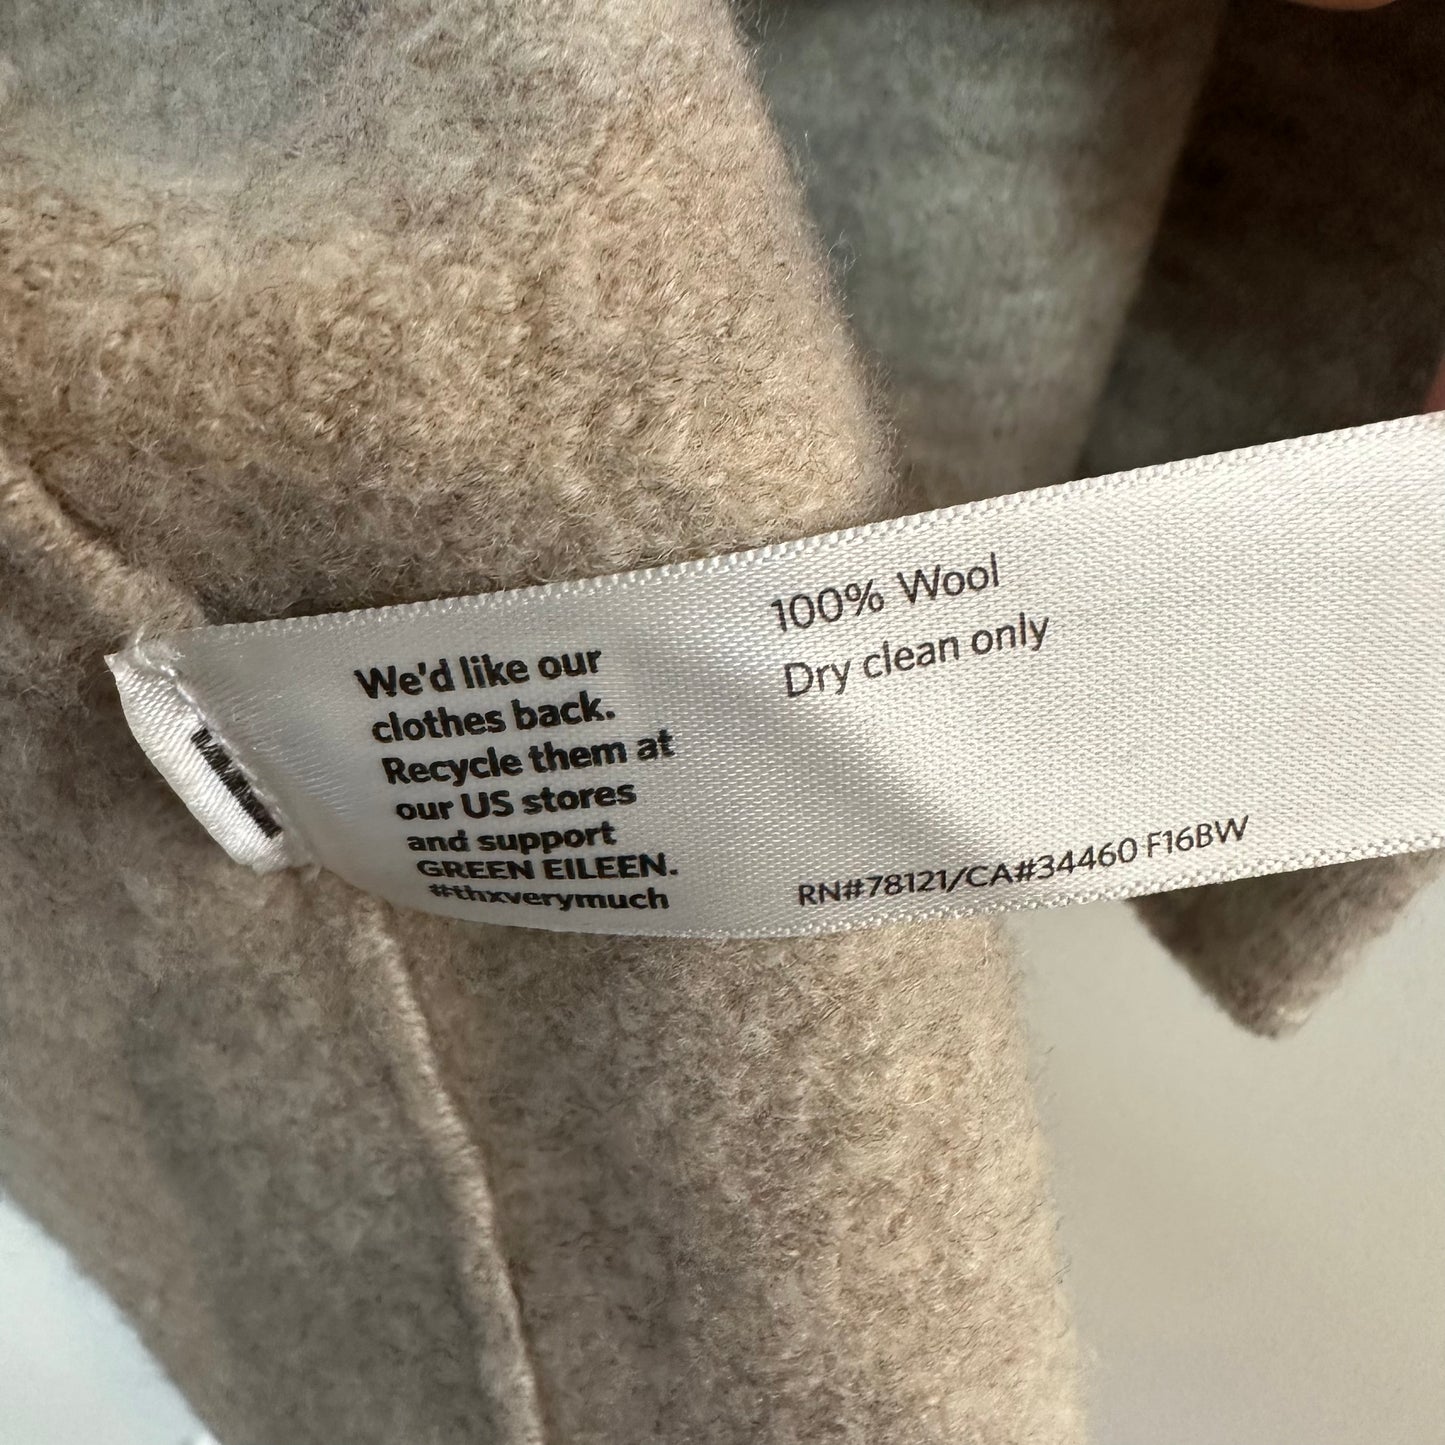 We'd like our
clothes back.
Recycle them at
our US stores
and support
GREEN EILEEN.
#thxverymuch
100% Wool
Dry clean only
RN#78121/CA#34460 F16BW